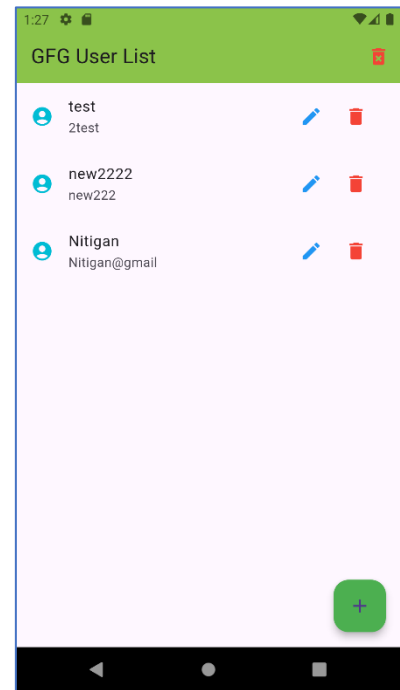 1:27
GFG User List
test
2test
new2222
new222
Nitigan
Nitigan@gmail